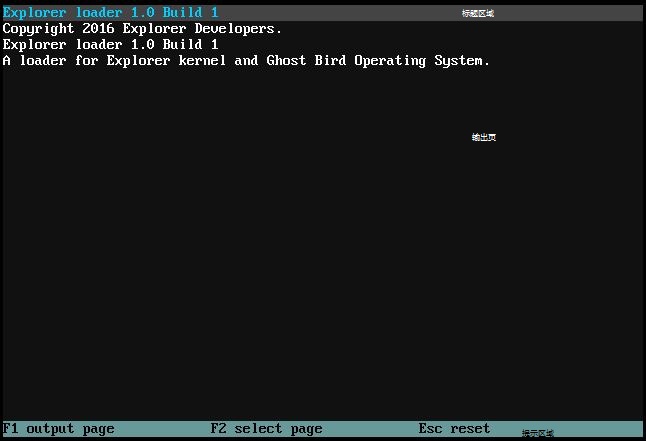 Explorer loader 1.0 Build 1 标题区域
Copyright 2016 Explorer Developers.
Explorer loader 1.0 Build 1
A loader for Explorer kernel and Ghost Bird Operating System.
输出页
F1 output page F2 select page Esc reset 提示区域